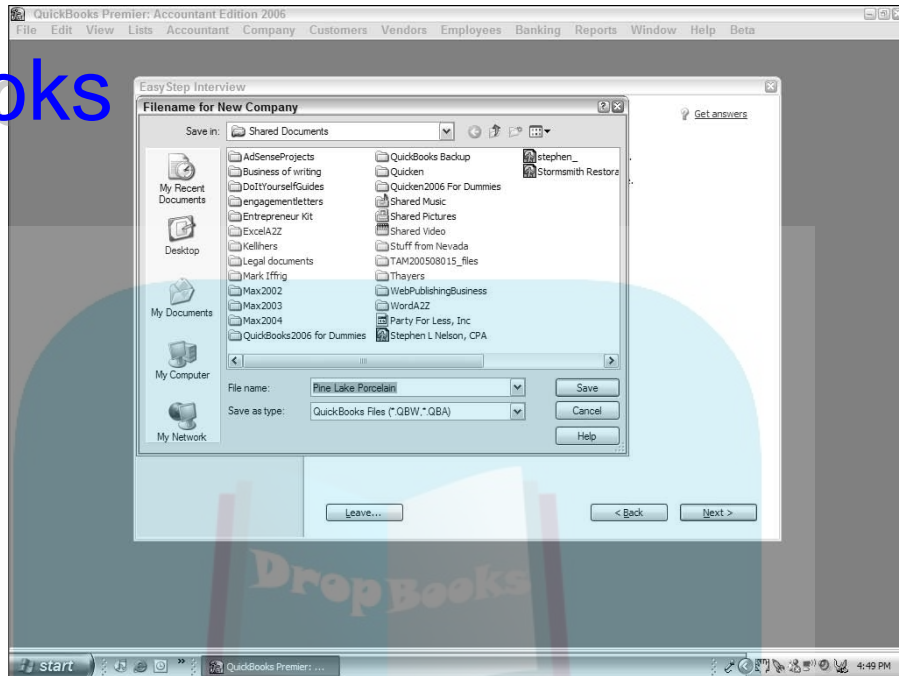 QuickBooks Premier: Accountant Edition 2006
File Edit View Lists Accountant Company Customers Vendors Employees Banking Reports Window Help Beta
oks
EasyStep Interview
Filename for New Company
Get answers
Save in:
Shared Documents
My Recent Documents
Desktop
My Documents
My Computer
My Network
AdSenseProjects
Business of writing
DoItYourselfGuides
engagementletters
Entrepreneur Kit
ExcelA2Z
Kellihers
Legal documents
Mark Iffrig
Max2002
Max2003
Max2004
QuickBooks2006 for Dummies
QuickBooks Backup
Quicken
Quicken2006 For Dummies
Shared Music
Shared Pictures
Shared Video
Stuff from Nevada
TAM200508015_files
Thayers
WebPublishingBusiness
WordA2Z
Party For Less, Inc
Stephen L Nelson, CPA
stephen_
Stormsmith Restora
File name:
Pine Lake Porcelain
Save
Save as type:
QuickBooks Files (*.QBW,*.QBA)
Cancel
Help
Leave...
< Back
Next >
DropBooks
start
QuickBooks Premier: ...
4:49 PM